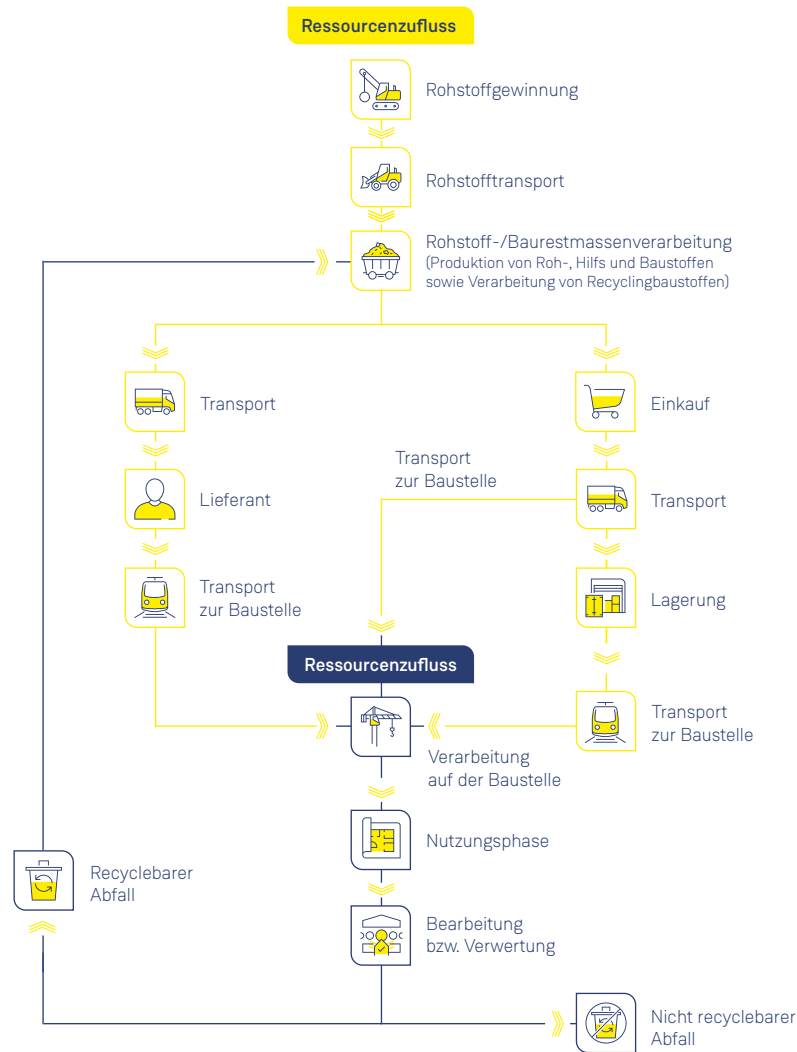 Ressourcenzufluss
Rohstoffgewinnung
Rohstofftransport
Rohstoff-/Baurestmassenverarbeitung
(Produktion von Roh-, Hilfs und Baustoffen
sowie Verarbeitung von Recyclingbaustoffen)
Transport
Einkauf
Transport
zur Baustelle
Lieferant
Transport
Transport
zur Baustelle
Lagerung
Ressourcenzufluss
Transport
zur Baustelle
Verarbeitung
auf der Baustelle
Nutzungsphase
Recyclebarer
Abfall
Bearbeitung
bzw. Verwertung
Nicht recyclebarer
Abfall